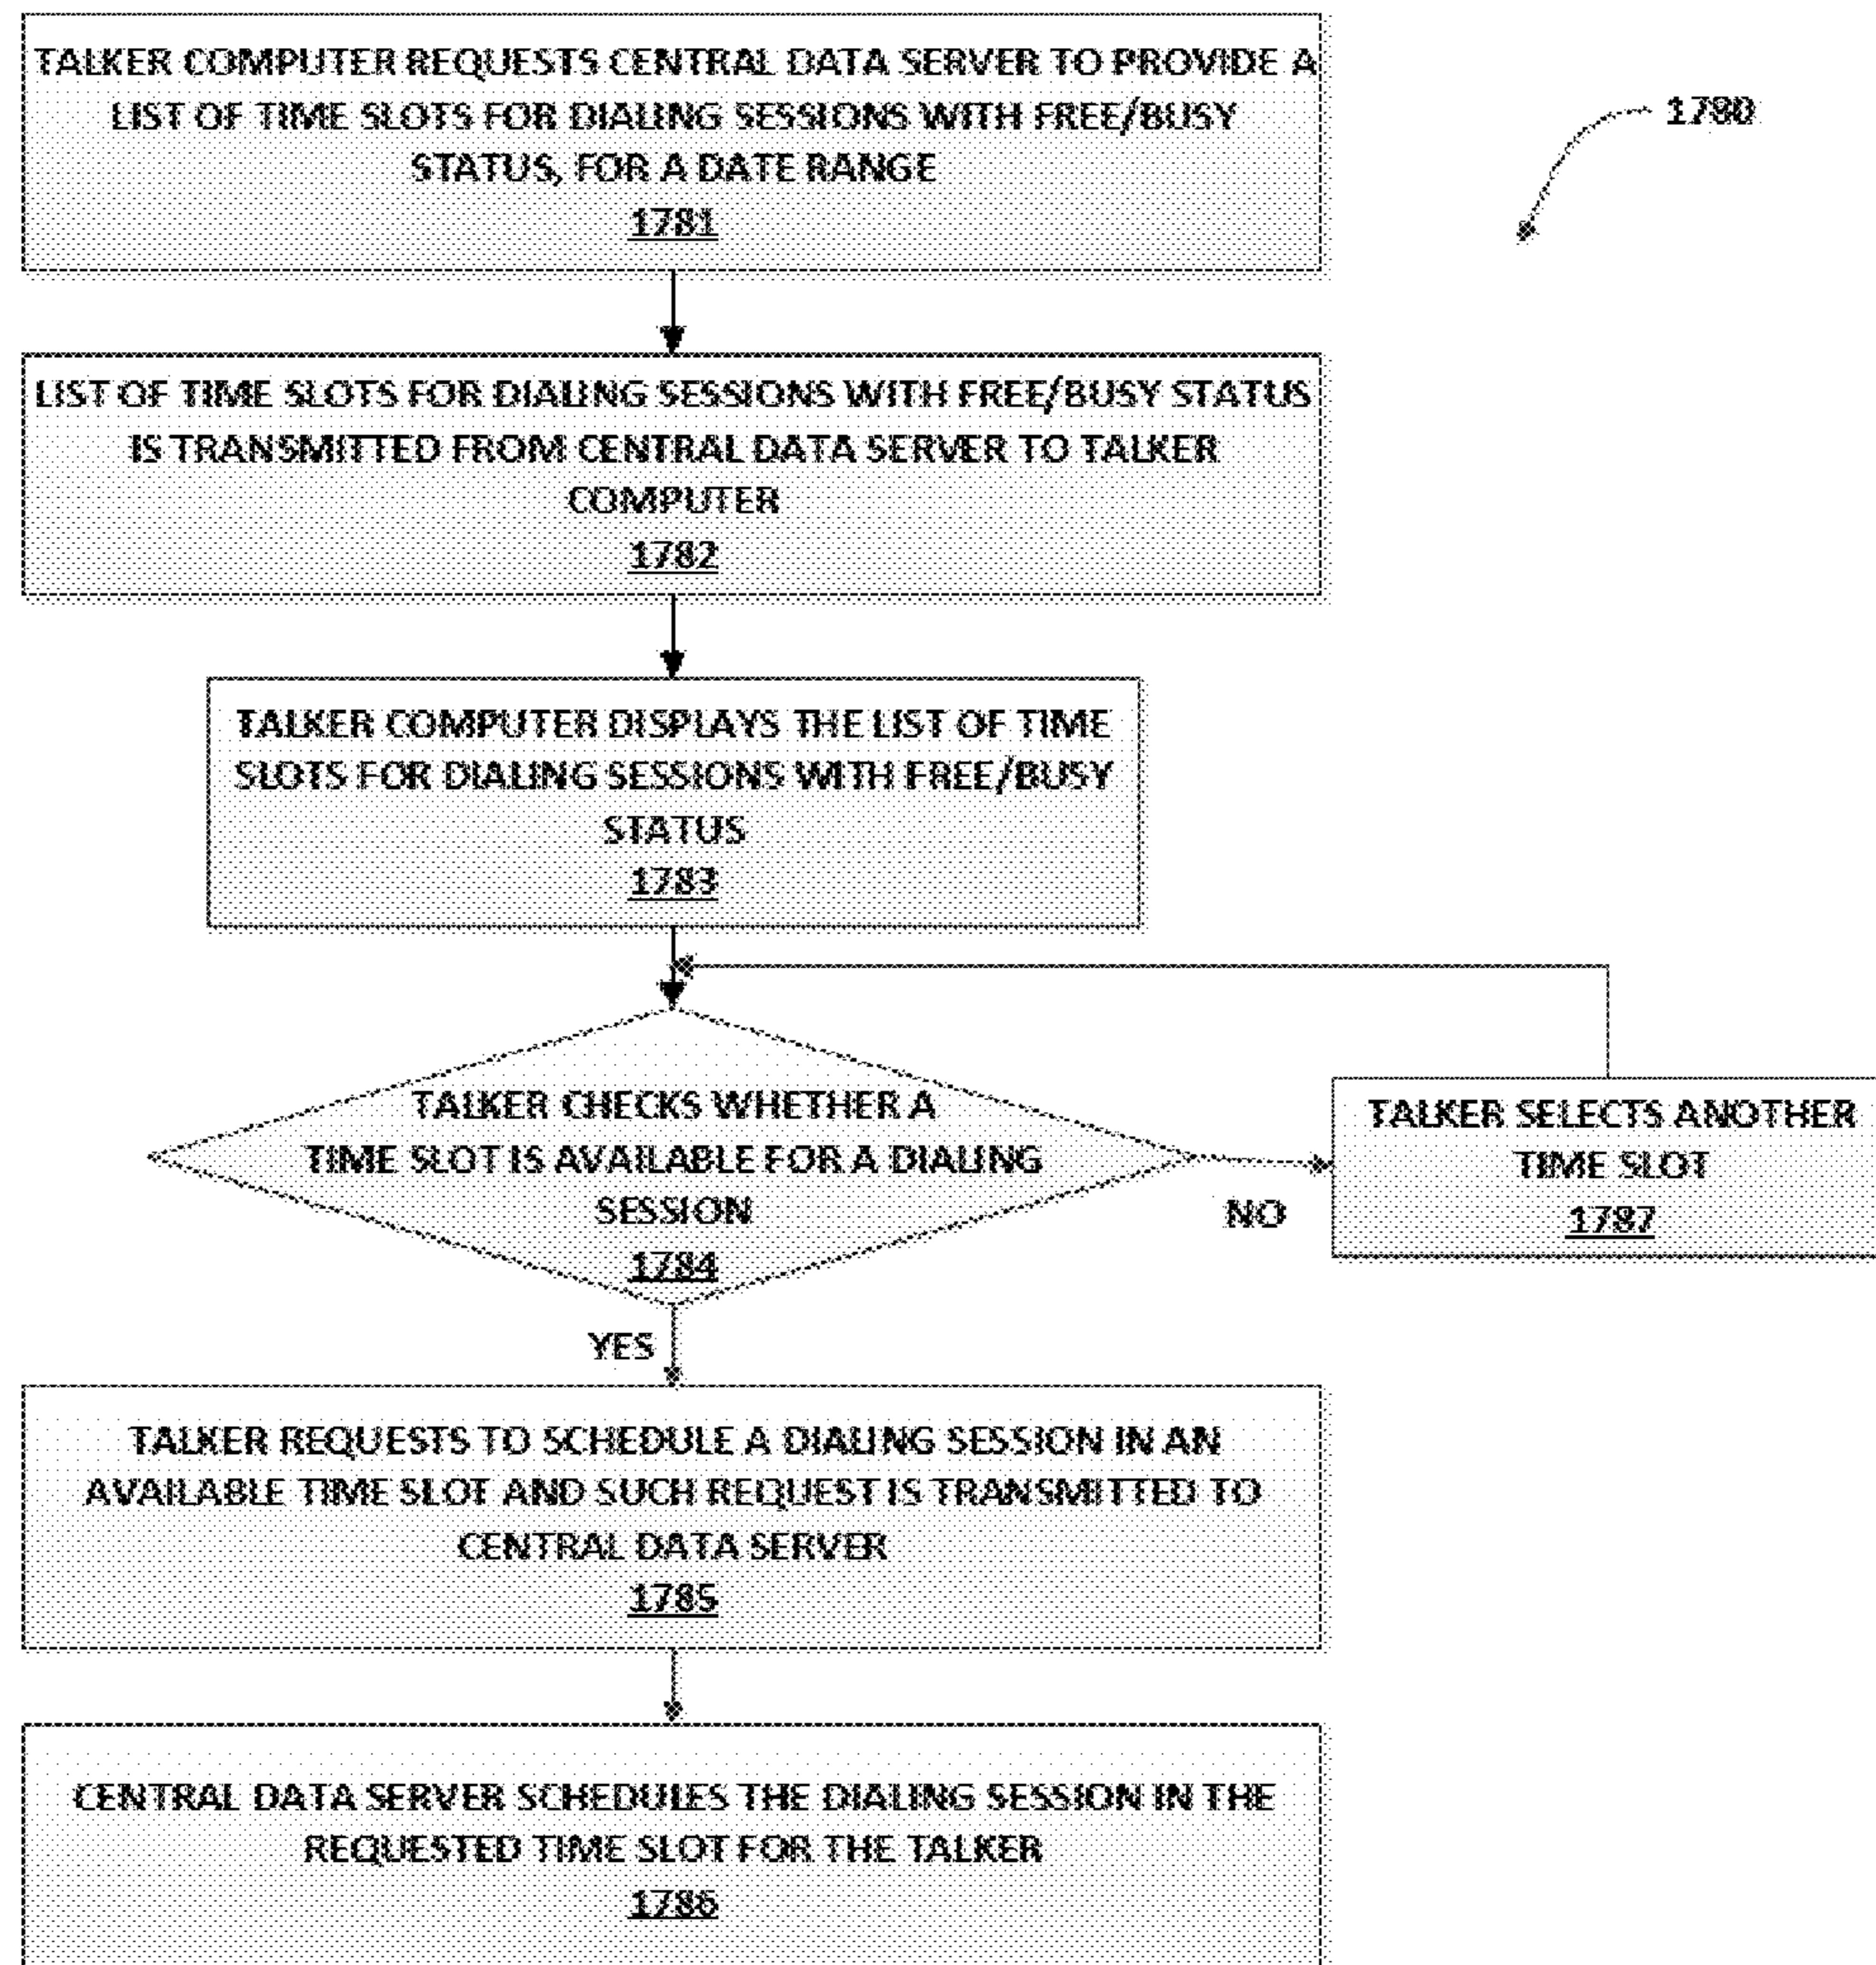 TALKER COMPUTER REQUESTS CENTRAL DATA SERVER TO PROVIDE A
LIST OF TIME SLOTS FOR DIALING SESSIONS WITH FREE/BUSY
STATUS, FOR A DATE RANGE
1781
1780
LIST OF TIME SLOTS FOR DIALING SESSIONS WITH FREE/BUSY STATUS
IS TRANSMITTED FROM CENTRAL DATA SERVER TO TALKER
COMPUTER
1782
TALKER COMPUTER DISPLAYS THE LIST OF TIME
SLOTS FOR DIALING SESSIONS WITH FREE/BUSY
STATUS
1783
TALKER CHECKS WHETHER A
TIME SLOT IS AVAILABLE FOR A DIALING
SESSION
1784
NO
TALKER SELECTS ANOTHER
TIME SLOT
1787
YES
TALKER REQUESTS TO SCHEDULE A DIALING SESSION IN AN
AVAILABLE TIME SLOT AND SUCH REQUEST IS TRANSMITTED TO
CENTRAL DATA SERVER
1785
CENTRAL DATA SERVER SCHEDULES THE DIALING SESSION IN THE
REQUESTED TIME SLOT FOR THE TALKER
1786